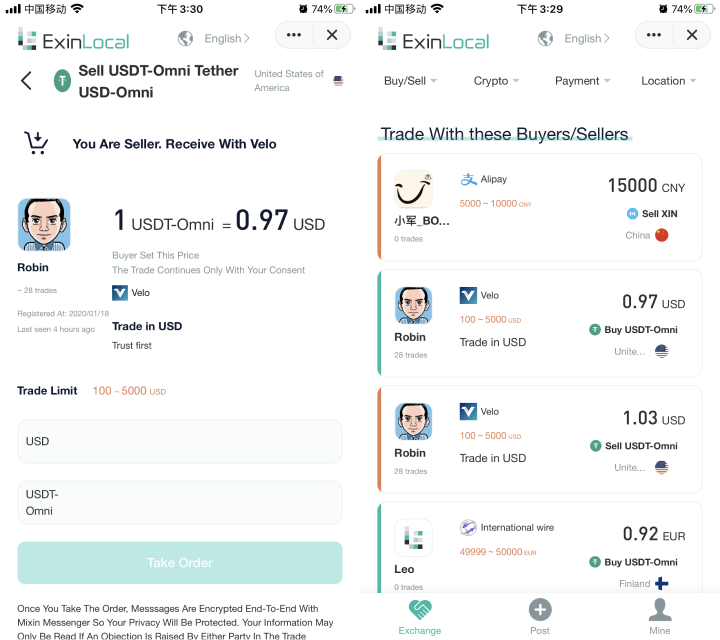 中国移动
下午 3:30
74%
ExinLocal
English
Sell USDT-Omni Tether
USD-Omni
United States of
America
You Are Seller. Receive With Velo
Robin
~ 28 trades
Registered At: 2020/01/18
Last seen 4 hours ago
1 USDT-Omni = 0.97 USD
Buyer Set This Price
The Trade Continues Only With Your Consent
Velo
Trade in USD
Trust first
Trade Limit 100 - 5000 USD
USD
USDT-
Omni
Take Order
Once You Take The Order, Messsages Are Encrypted End-To-End With
Mixin Messenger So Your Privacy Will Be Protected. Your Information May
Only Be Read If An Objection Is Raised By Either Party In The Trade
中国移动
下午 3:29
74%
ExinLocal
English
Buy/Sell
Crypto
Payment
Location
Trade With these Buyers/Sellers
小军_BO...
0 trades
Alipay
5000 ~ 10000 CNY
15000 CNY
Sell XIN
China
Robin
28 trades
Velo
100 ~ 5000 USD
Trade in USD
0.97 USD
Buy USDT-Omni
Unite...
Robin
28 trades
Velo
100 ~ 5000 USD
Trade in USD
1.03 USD
Sell USDT-Omni
Unite...
Leo
0 trades
International wire
49999 ~ 50000 EUR
0.92 EUR
Buy USDT-Omni
Finland
Exchange
Post
Mine